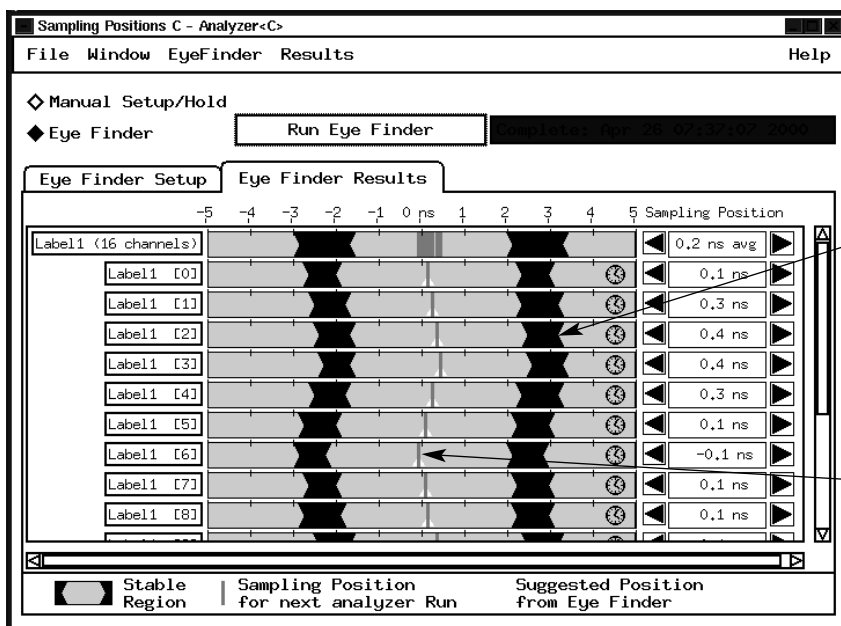 Sampling Positions C - Analyzer<C>
File Window EyeFinder Results Help
Manual Setup/Hold
Eye Finder Run Eye Finder Complete: Apr 26 07:37:07 2000
Eye Finder Setup Eye Finder Results
-5 -4 -3 -2 -1 0 ns 1 2 3 4 5 Sampling Position
Label1 (16 channels) 0.2 ns avg
Label1 [0] 0.1 ns
Label1 [1] 0.3 ns
Label1 [2] 0.4 ns
Label1 [3] 0.4 ns
Label1 [4] 0.3 ns
Label1 [5] 0.1 ns
Label1 [6] -0.1 ns
Label1 [7] 0.1 ns
Label1 [8] 0.1 ns
Stable Region
Sampling Position for next analyzer Run
Suggested Position from Eye Finder